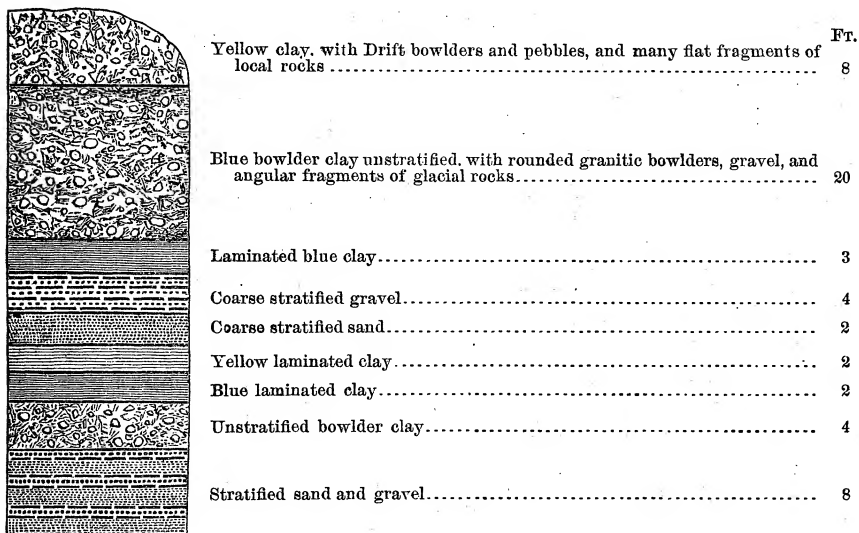 FT.
Yellow clay. with Drift bowlders and pebbles, and many flat fragments of
local rocks 8
Blue bowlder clay unstratified. with rounded granitic bowlders, gravel, and
angular fragments of glacial rocks 20
Laminated blue clay 3
Coarse stratified gravel 4
Coarse stratified sand 2
Yellow laminated clay 2
Blue laminated clay 2
Unstratified bowlder clay 4
Stratified sand and gravel 8